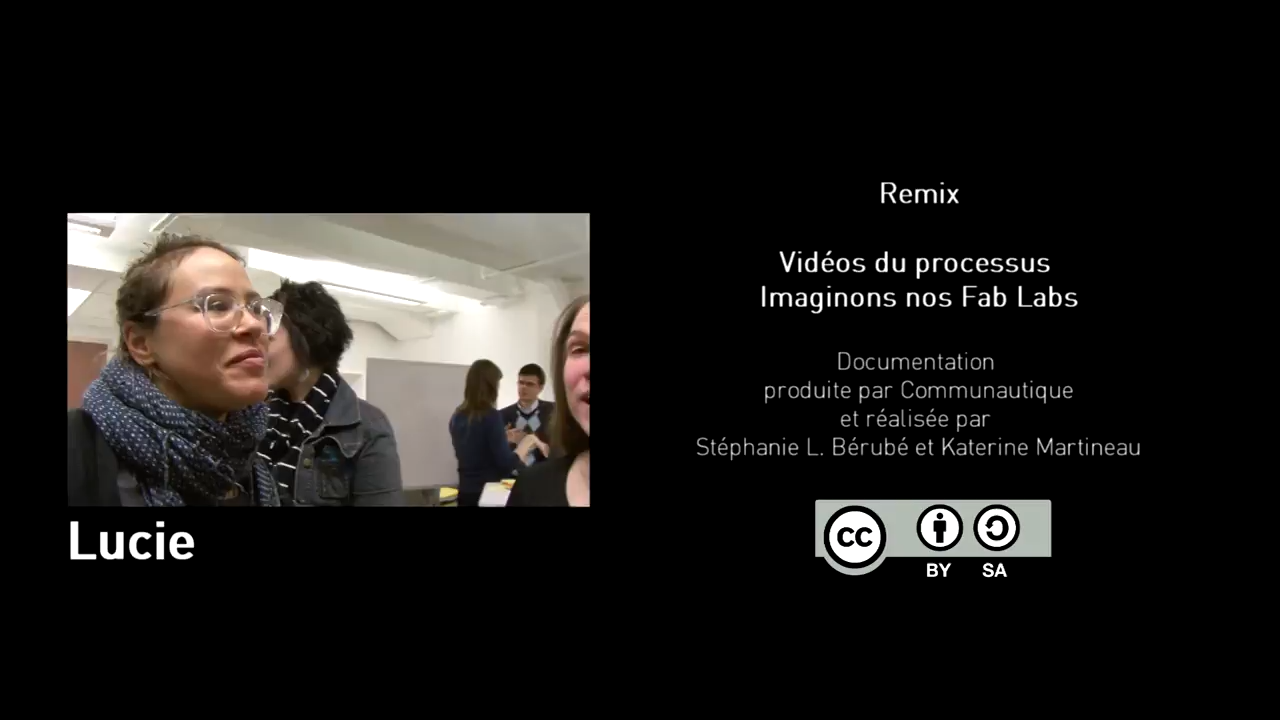 Lucie
Remix
Vidéos du processus
Imaginons nos Fab Labs
Documentation
produite par Communautique
et réalisée par
Stéphanie L. Bérubé et Katerine Martineau
cc
BY SA